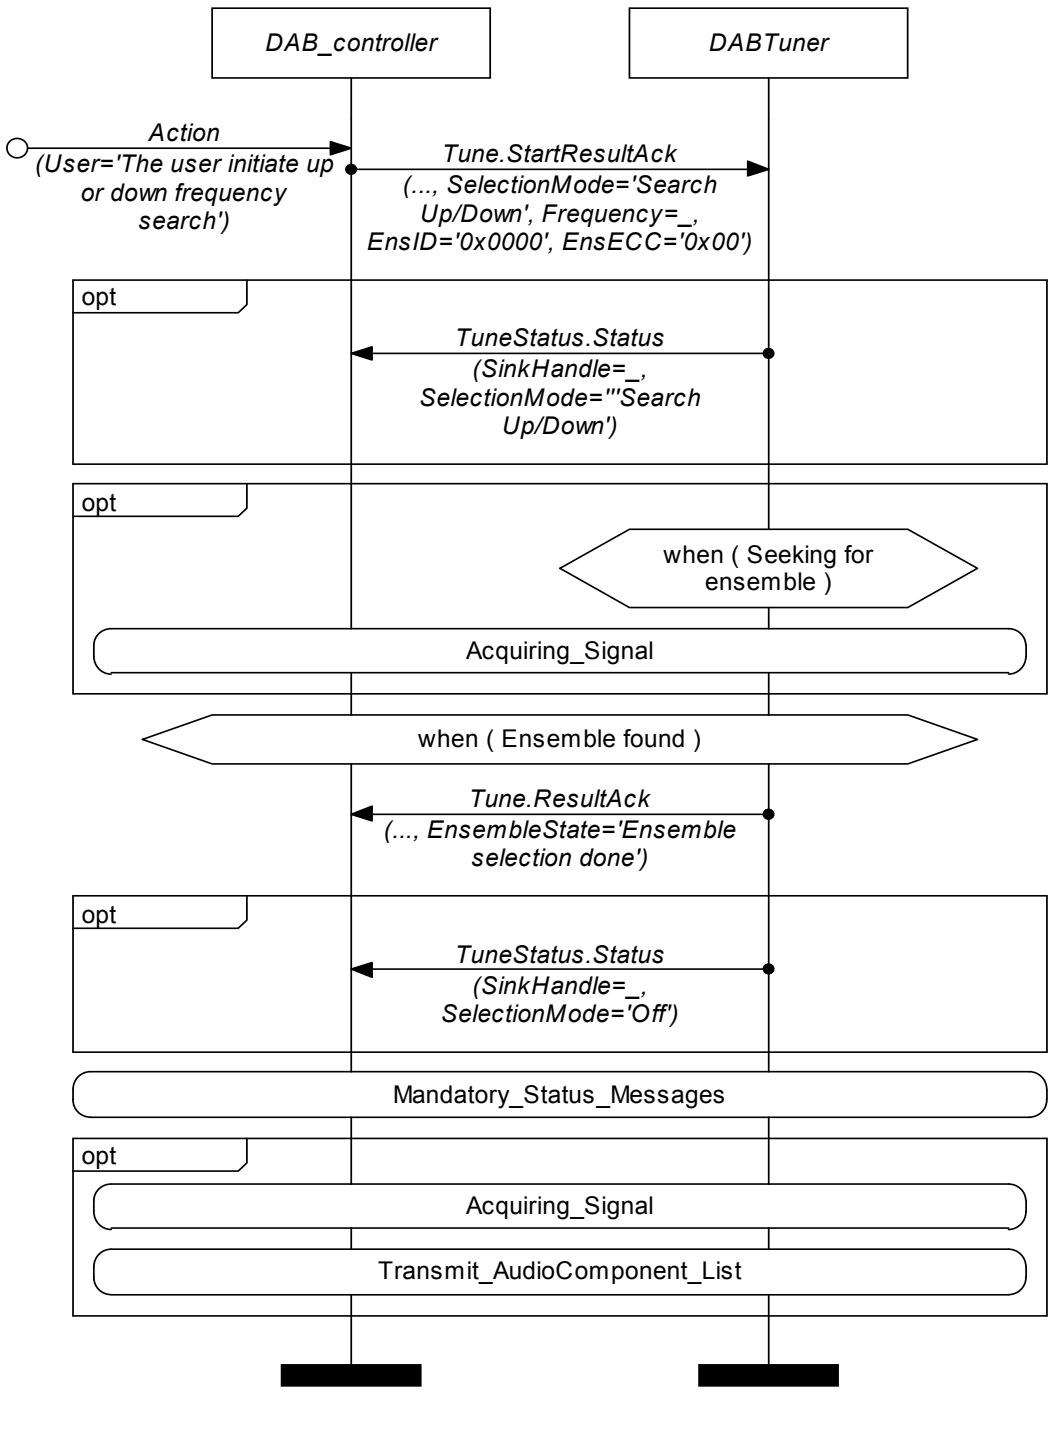 DAB_controller
DABTuner
Action
(User='The user initiate up
or down frequency
search')
Tune.StartResultAck
(..., SelectionMode='Search
Up/Down', Frequency=_,
EnsID='0x0000', EnsECC='0x00')
opt
TuneStatus.Status
(SinkHandle=_,
SelectionMode='''Search
Up/Down')
opt
when ( Seeking for
ensemble )
Acquiring_Signal
when ( Ensemble found )
Tune.ResultAck
(..., EnsembleState='Ensemble
selection done')
opt
TuneStatus.Status
(SinkHandle=_,
SelectionMode='Off')
Mandatory_Status_Messages
opt
Acquiring_Signal
Transmit_AudioComponent_List